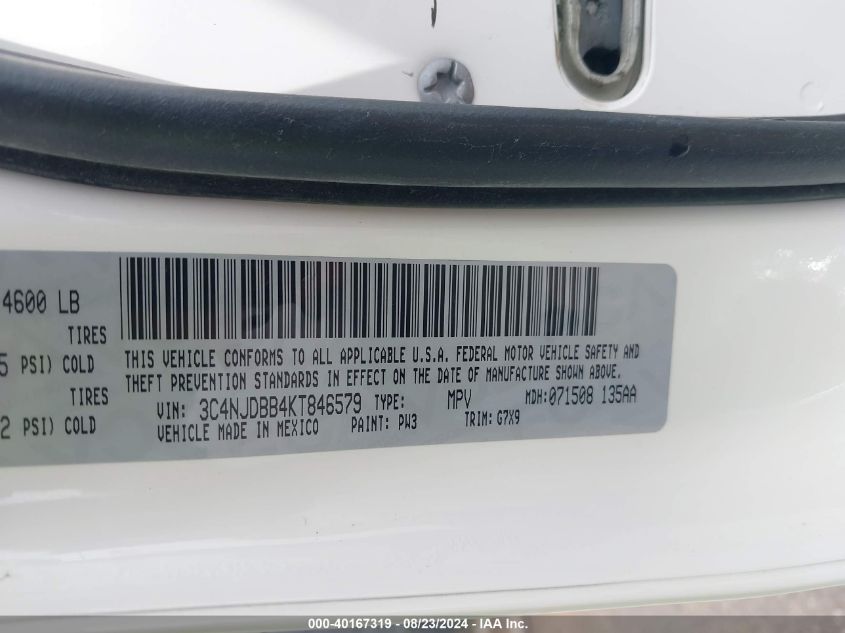 4600 LB
TIRES
5 PSI) COLD
TIRES
2 PSI) COLD
THIS VEHICLE CONFORMS TO ALL APPLICABLE U.S.A. FEDERAL MOTOR VEHICLE SAFETY AND
THEFT PREVENTION STANDARDS IN EFFECT ON THE DATE OF MANUFACTURE SHOWN ABOVE.
VIN: 3C4NJDBB4KT846579 TYPE: MPV MDH:071508 135AA
VEHICLE MADE IN MEXICO PAINT: PW3 TRIM: G7X9
000-40167319 - 08/23/2024 - © IAA Inc.